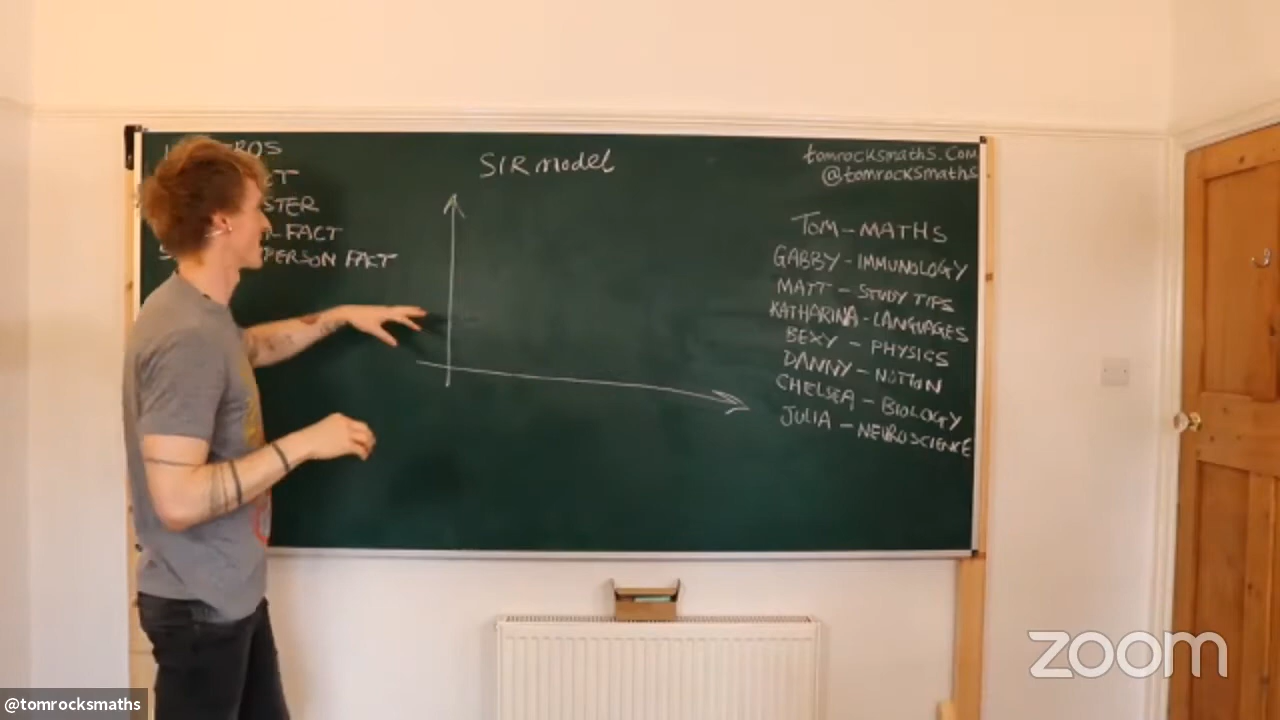 SIR model
FACT
PERSON FACT
tomrocksmaths.com
@tomrocksmaths
TOM - MATHS
GABBY - IMMUNOLOGY
MATT - STUDY TIPS
KATHARINA - LANGUAGES
BEXY - PHYSICS
DANNY - NOTION
CHELSEA - BIOLOGY
JULIA - NEUROSCIENCE
zoom
@tomrocksmaths